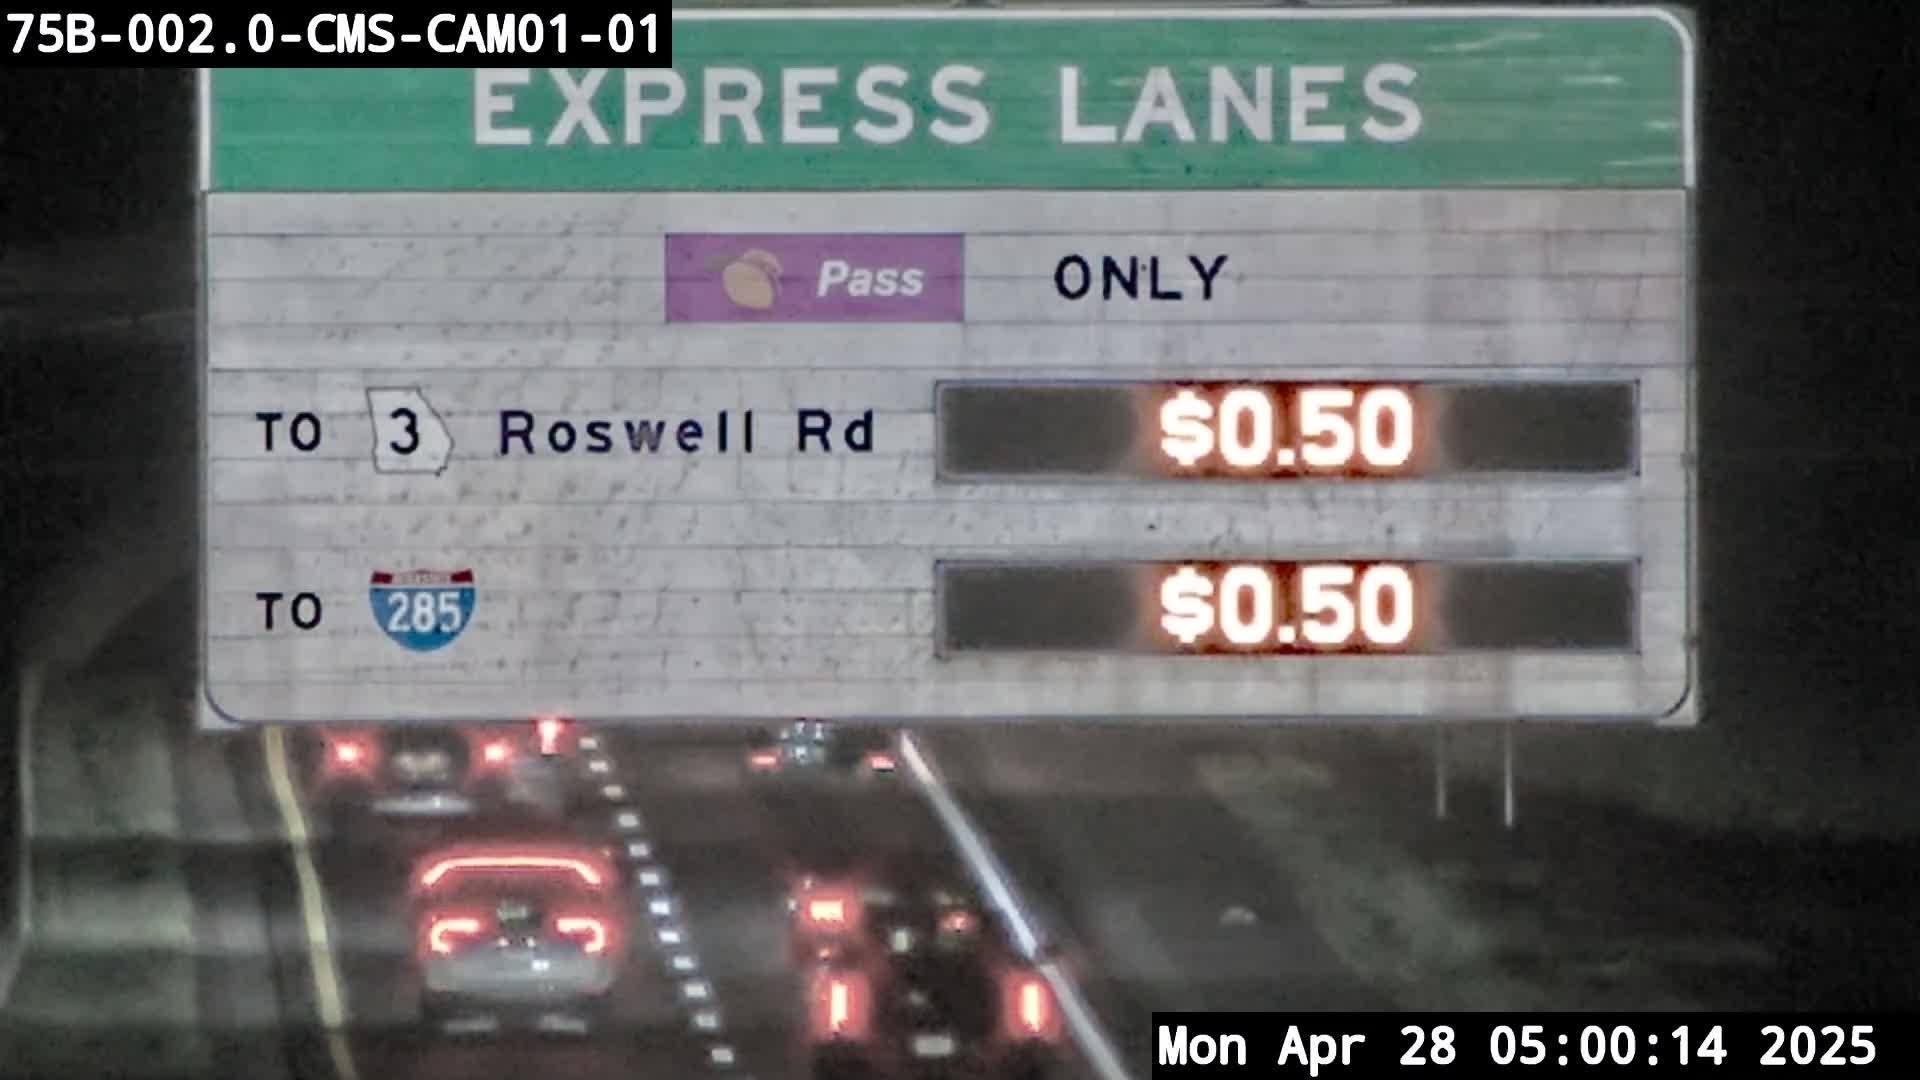 75B-002.0-CMS-CAM01-01
EXPRESS LANES
Pass ONLY
TO 3 Roswell Rd $0.50
TO 285 $0.50
Mon Apr 28 05:00:14 2025